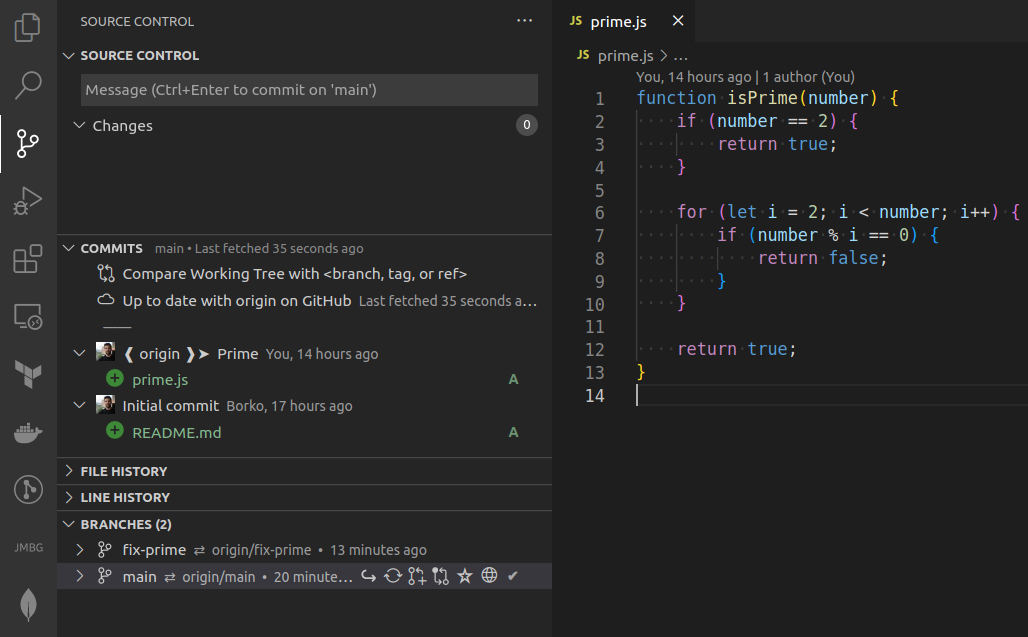 SOURCE CONTROL ...
SOURCE CONTROL
Message (Ctrl+Enter to commit on 'main')
Changes 0
COMMITS main • Last fetched 35 seconds ago
Compare Working Tree with <branch, tag, or ref>
Up to date with origin on GitHub Last fetched 35 seconds a...
❰ origin ❱➤ Prime You, 14 hours ago
prime.js A
Initial commit Borko, 17 hours ago
README.md A
FILE HISTORY
LINE HISTORY
BRANCHES (2)
fix-prime ⇄ origin/fix-prime • 13 minutes ago
main ⇄ origin/main • 20 minute... ✔
JMBG
JS prime.js ×
JS prime.js > ...
You, 14 hours ago | 1 author (You)
1 function isPrime(number) {
2 ····if (number == 2) {
3 ········return true;
4 ····}
5
6 ····for (let i = 2; i < number; i++) {
7 ········if (number % i == 0) {
8 ············return false;
9 ········}
10 ····}
11
12 ····return true;
13 }
14